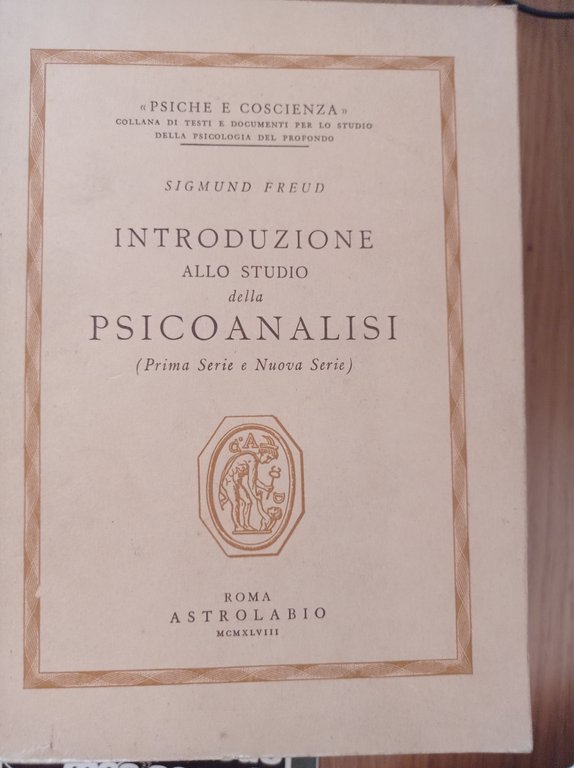 « PSICHE E COSCIENZA »
COLLANA DI TESTI E DOCUMENTI PER LO STUDIO
DELLA PSICOLOGIA DEL PROFONDO
SIGMUND FREUD
INTRODUZIONE
ALLO STUDIO
della
PSICOANALISI
(Prima Serie e Nuova Serie)
ROMA
ASTROLABIO
MCMXLVIII